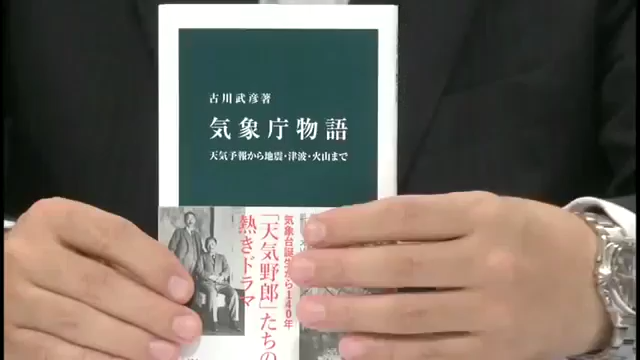 古川武彦著
気象庁物語
天気予報から地震・津波・火山まで
気象台誕生から140年
「天気野郎」たちの
熱きドラマ